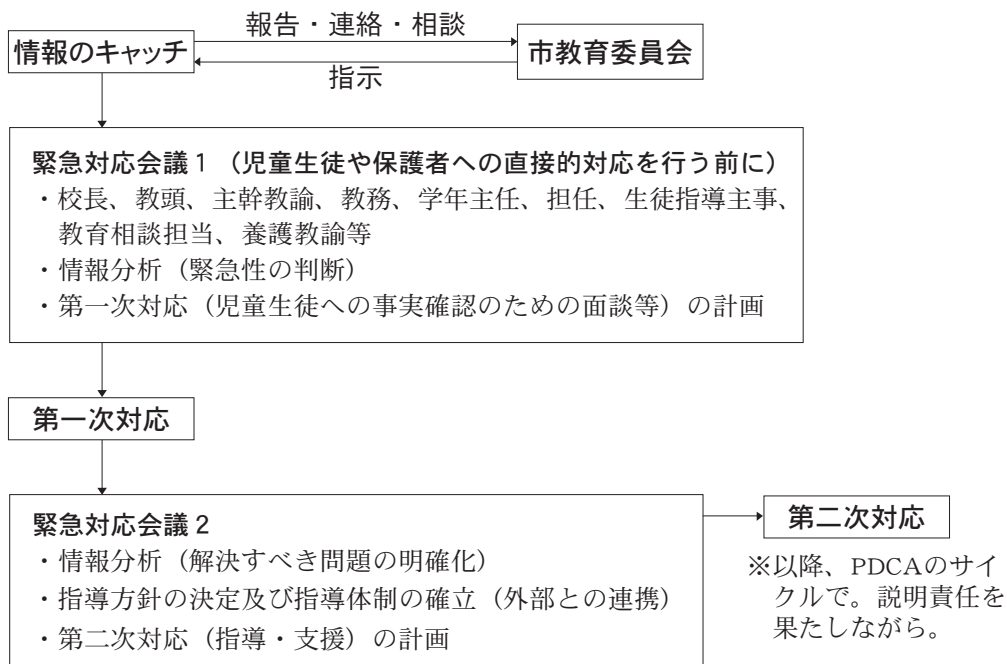 報告・連絡・相談
情報のキャッチ
市教育委員会
指示
緊急対応会議1（児童生徒や保護者への直接的対応を行う前に）
・校長、教頭、主幹教諭、教務、学年主任、担任、生徒指導主事、
教育相談担当、養護教諭等
・情報分析（緊急性の判断）
・第一次対応（児童生徒への事実確認のための面談等）の計画
第一次対応
緊急対応会議2
・情報分析（解決すべき問題の明確化）
・指導方針の決定及び指導体制の確立（外部との連携）
・第二次対応（指導・支援）の計画
第二次対応
※以降、PDCAのサイ
クルで。説明責任を
果たしながら。